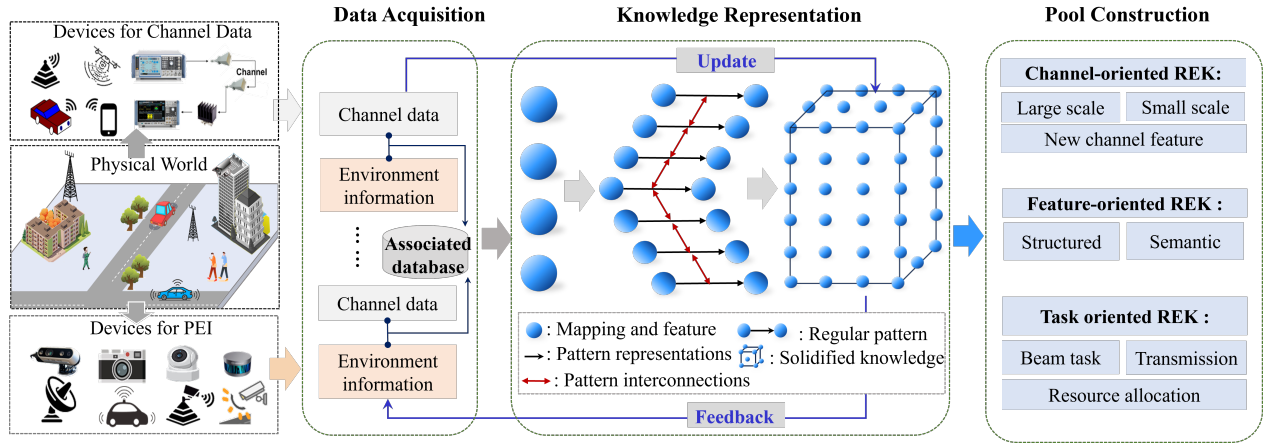 Data Acquisition
Knowledge Representation
Pool Construction
Devices for Channel Data
Channel
Physical World
Devices for PEI
Channel data
Environment
information
Associated
database
Channel data
Environment
information
Update
: Mapping and feature
: Regular pattern
: Pattern representations
: Solidified knowledge
: Pattern interconnections
Feedback
Channel-oriented REK:
Large scale
Small scale
New channel feature
Feature-oriented REK :
Structured
Semantic
Task oriented REK :
Beam task
Transmission
Resource allocation